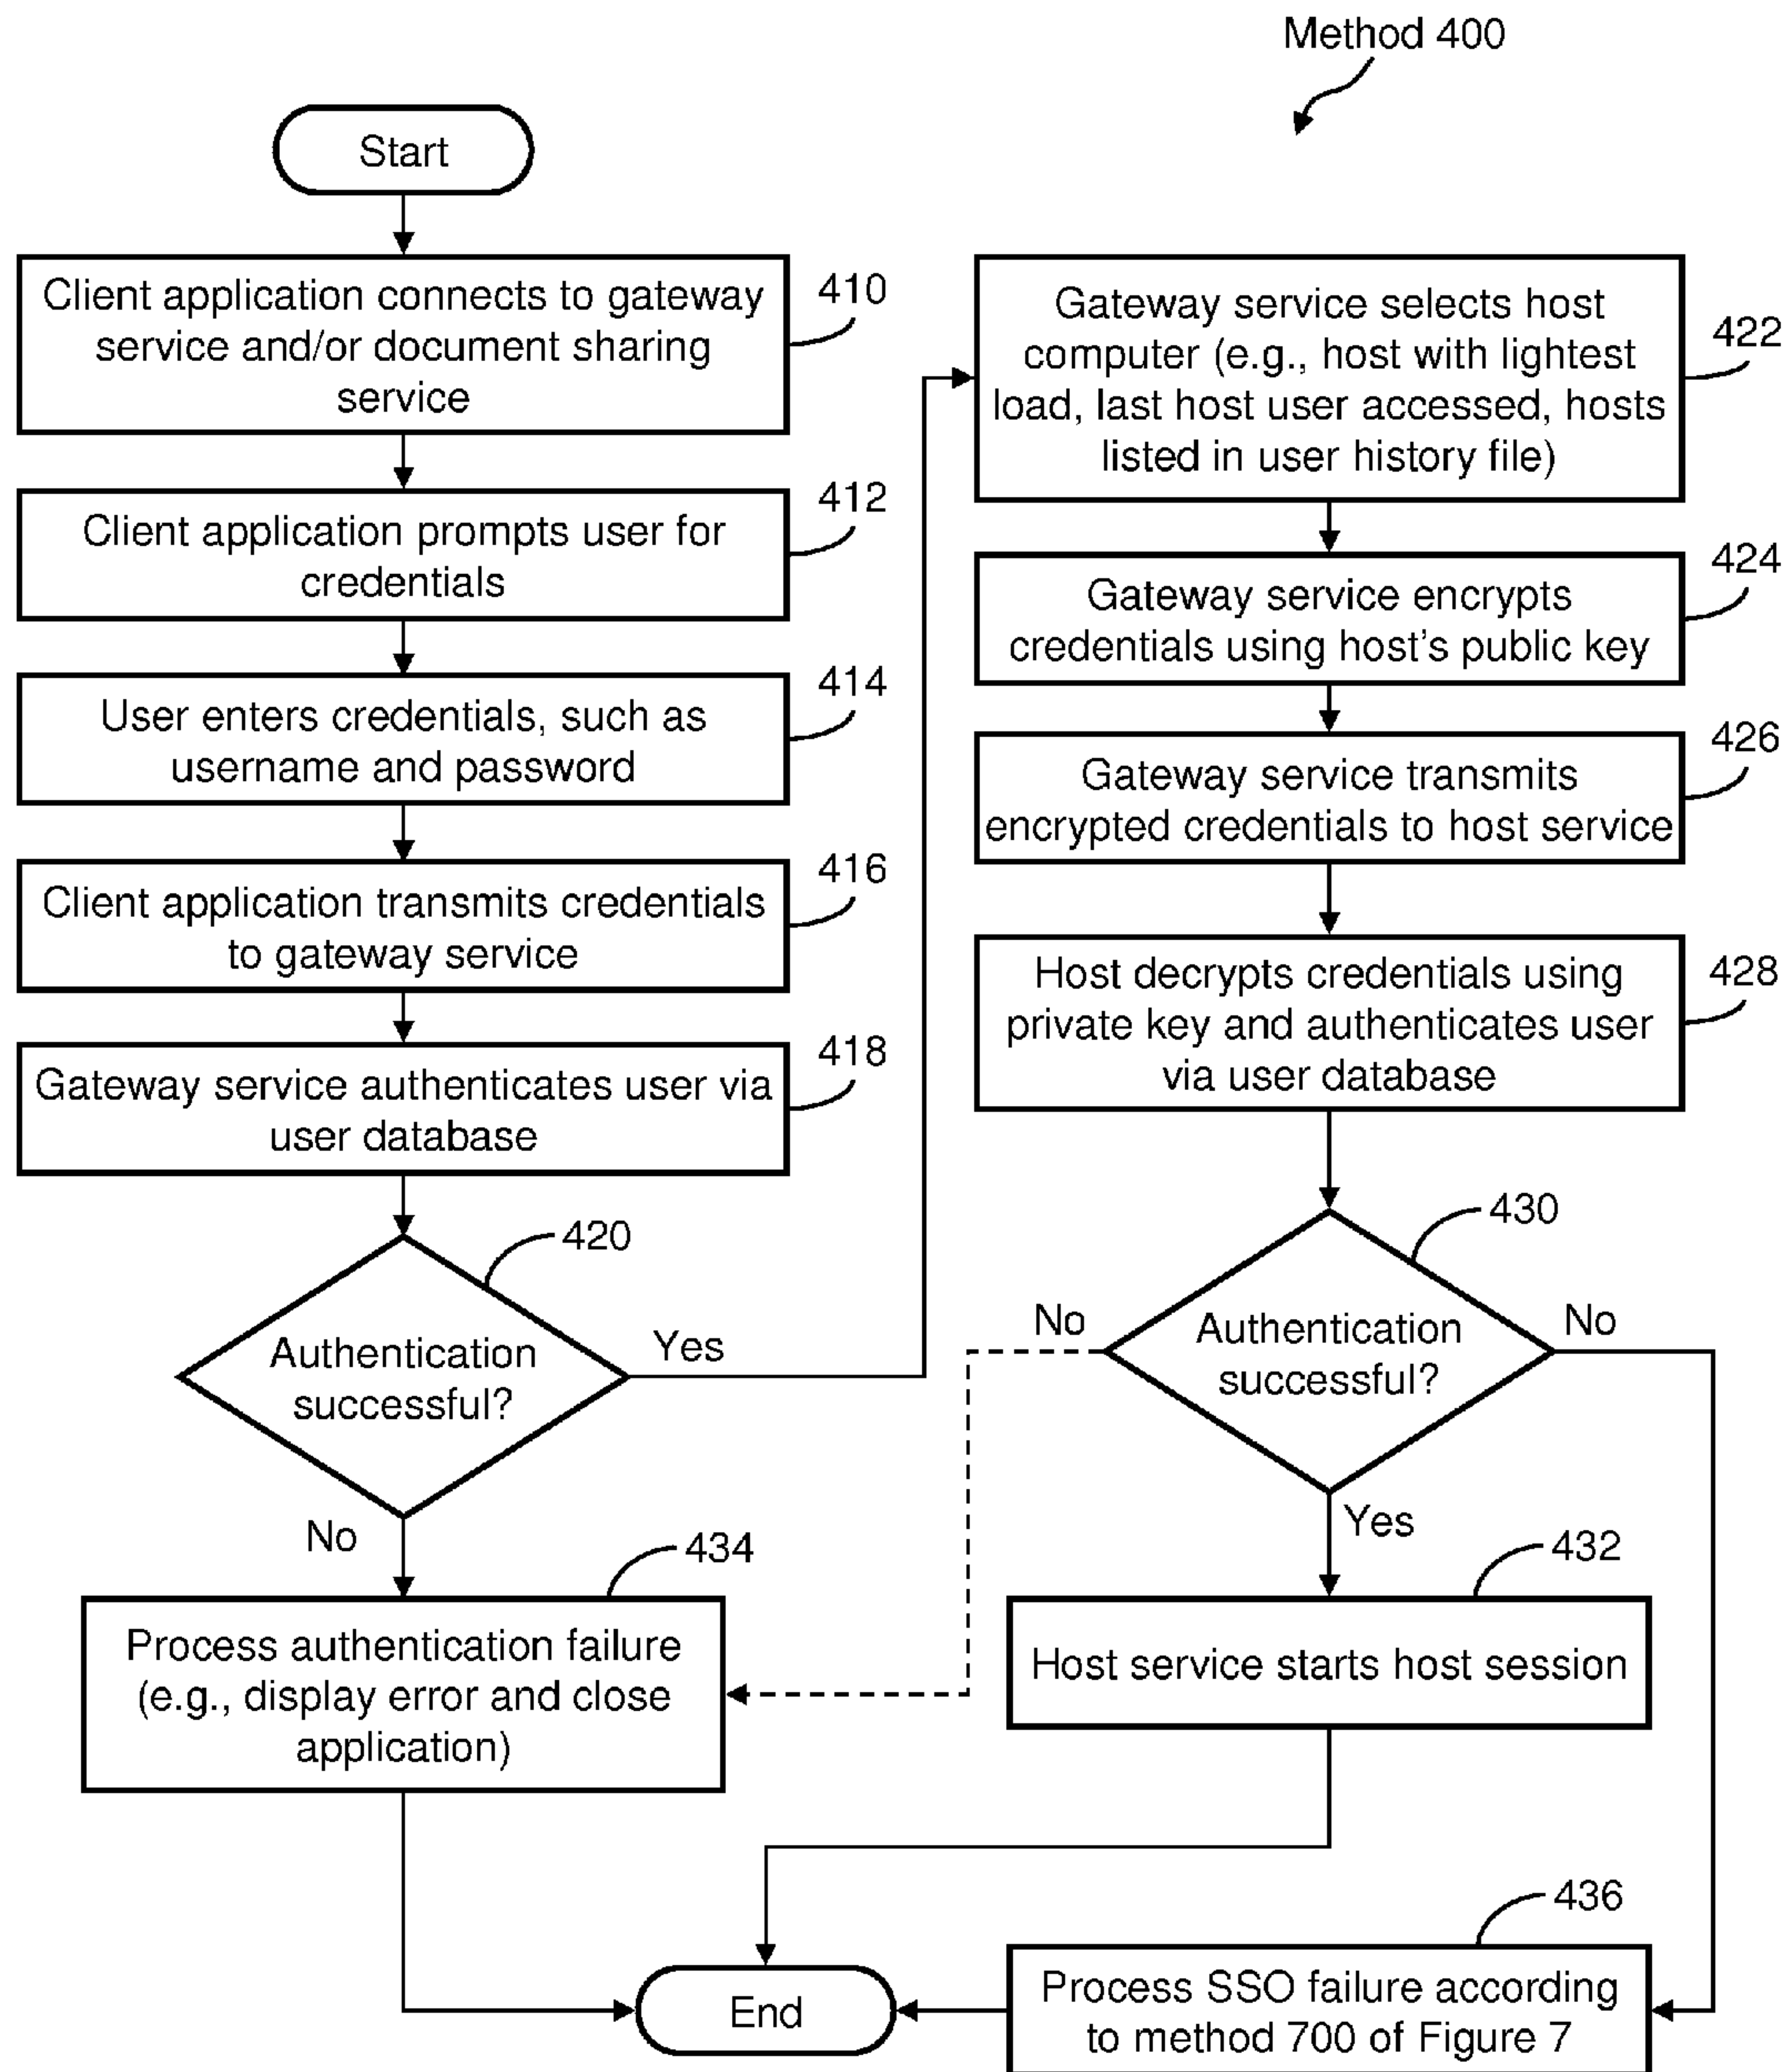 Method 400
Start
Client application connects to gateway
service and/or document sharing
service
410
Client application prompts user for
credentials
412
User enters credentials, such as
username and password
414
Client application transmits credentials
to gateway service
416
Gateway service authenticates user via
user database
418
Authentication
successful?
420
Yes
No
Gateway service selects host
computer (e.g., host with lightest
load, last host user accessed, hosts
listed in user history file)
422
Gateway service encrypts
credentials using host's public key
424
Gateway service transmits
encrypted credentials to host service
426
Host decrypts credentials using
private key and authenticates user
via user database
428
Authentication
successful?
430
No
No
Yes
Host service starts host session
432
Process authentication failure
(e.g., display error and close
application)
434
Process SSO failure according
to method 700 of Figure 7
436
End